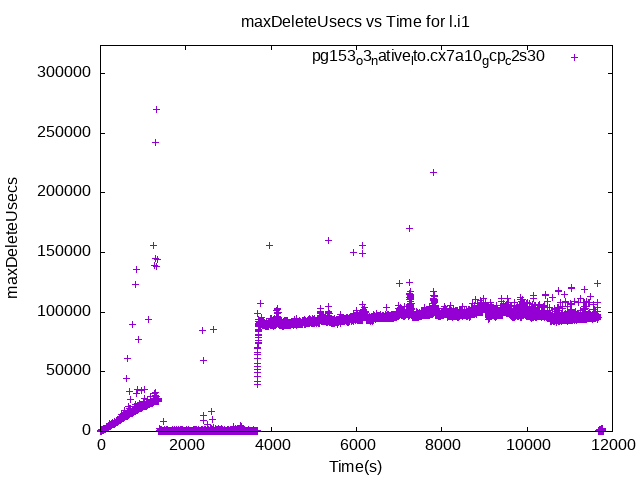 maxDeleteUsecs vs Time for l.i1
pg153o3native_lto.cx7a10gcpc2s30
300000
250000
200000
150000
100000
50000
0
maxDeleteUsecs
0 2000 4000 6000 8000 10000 12000
Time(s)